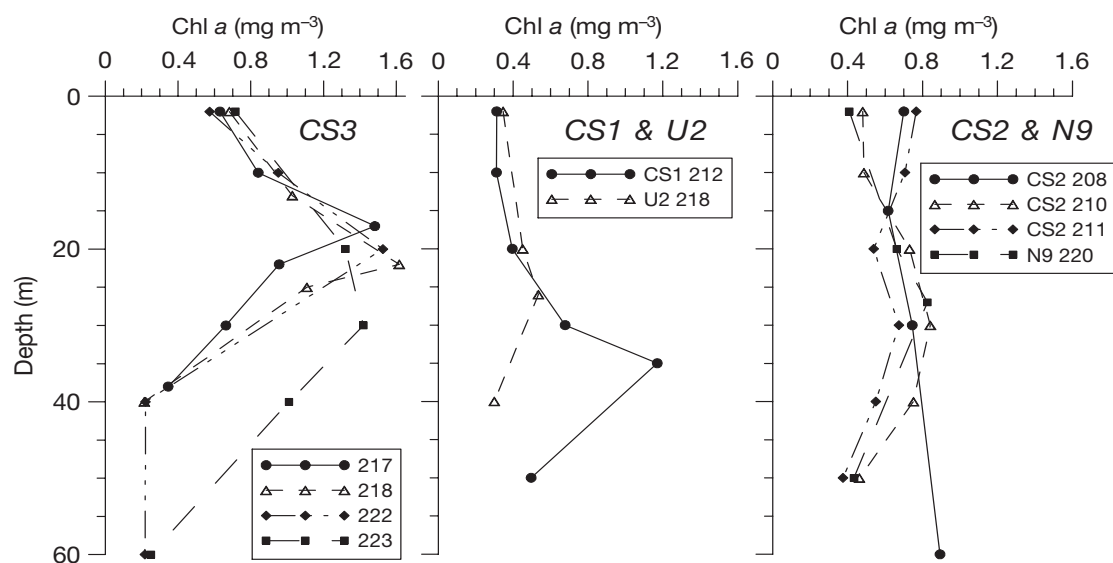 Chl a (mg m–3) Chl a (mg m–3) Chl a (mg m–3)
0 0.4 0.8 1.2 1.6 0 0.4 0.8 1.2 1.6 0 0.4 0.8 1.2 1.6
0
20
40
60
Depth (m)
CS3
217
218
222
223
CS1 & U2
CS1 212
U2 218
CS2 & N9
CS2 208
CS2 210
CS2 211
N9 220